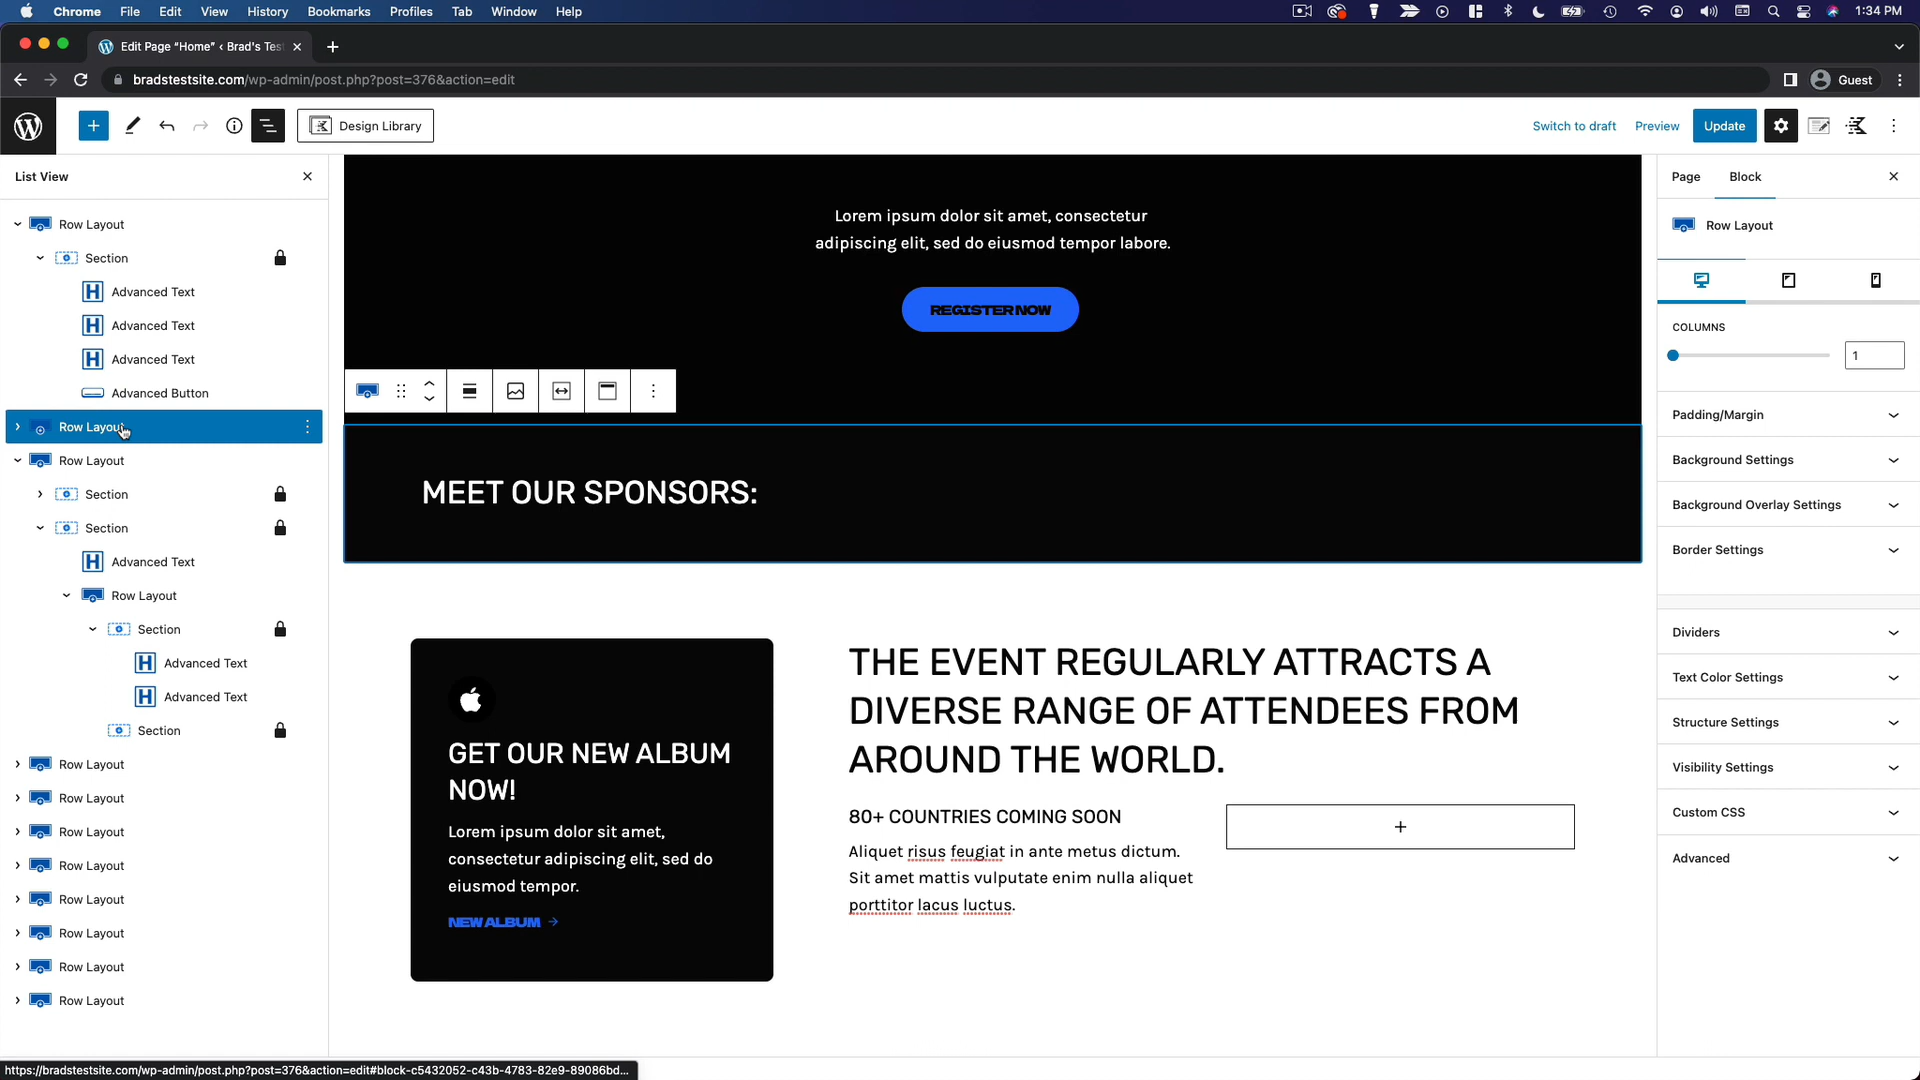 Chrome File Edit View History Bookmarks Profiles Tab Window Help 1:34 PM
Edit Page “Home” ‹ Brad's Tes
bradstestsite.com/wp-admin/post.php?post=376&action=edit Guest
Design Library Switch to draft Preview Update
List View
Row Layout
Section
Advanced Text
Advanced Text
Advanced Text
Advanced Button
Row Layout
Row Layout
Section
Section
Advanced Text
Row Layout
Section
Advanced Text
Advanced Text
Section
Row Layout
Row Layout
Row Layout
Row Layout
Row Layout
Row Layout
Row Layout
Row Layout
Lorem ipsum dolor sit amet, consectetur
adipiscing elit, sed do eiusmod tempor labore.
REGISTER NOW
MEET OUR SPONSORS:
GET OUR NEW ALBUM
NOW!
Lorem ipsum dolor sit amet,
consectetur adipiscing elit, sed do
eiusmod tempor.
NEW ALBUM →
THE EVENT REGULARLY ATTRACTS A
DIVERSE RANGE OF ATTENDEES FROM
AROUND THE WORLD.
80+ COUNTRIES COMING SOON
Aliquet risus feugiat in ante metus dictum.
Sit amet mattis vulputate enim nulla aliquet
porttitor lacus luctus.
Page Block
Row Layout
COLUMNS
1
Padding/Margin
Background Settings
Background Overlay Settings
Border Settings
Dividers
Text Color Settings
Structure Settings
Visibility Settings
Custom CSS
Advanced
https://bradstestsite.com/wp-admin/post.php?post=376&action=edit#block-c5432052-c43b-4783-82e9-89086bd...